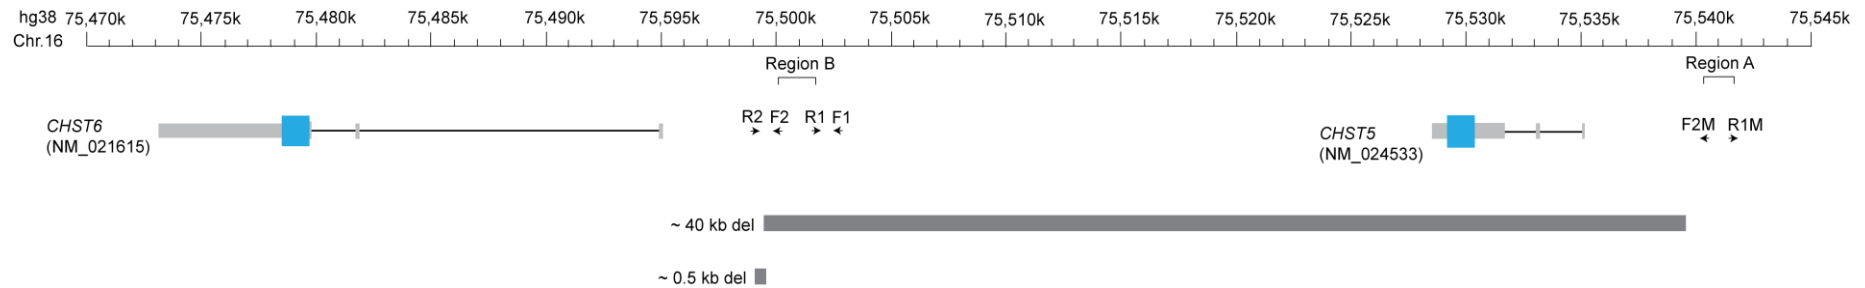 hg38 75,470k 75,475k 75,480k 75,485k 75,490k 75,595k 75,500k 75,505k 75,510k 75,515k 75,520k 75,525k 75,530k 75,535k 75,540k 75,545k
Chr.16
Region B Region A
R2 F2 R1 F1
CHST6
(NM_021615)
CHST5
(NM_024533)
F2M R1M
~ 40 kb del
~ 0.5 kb del